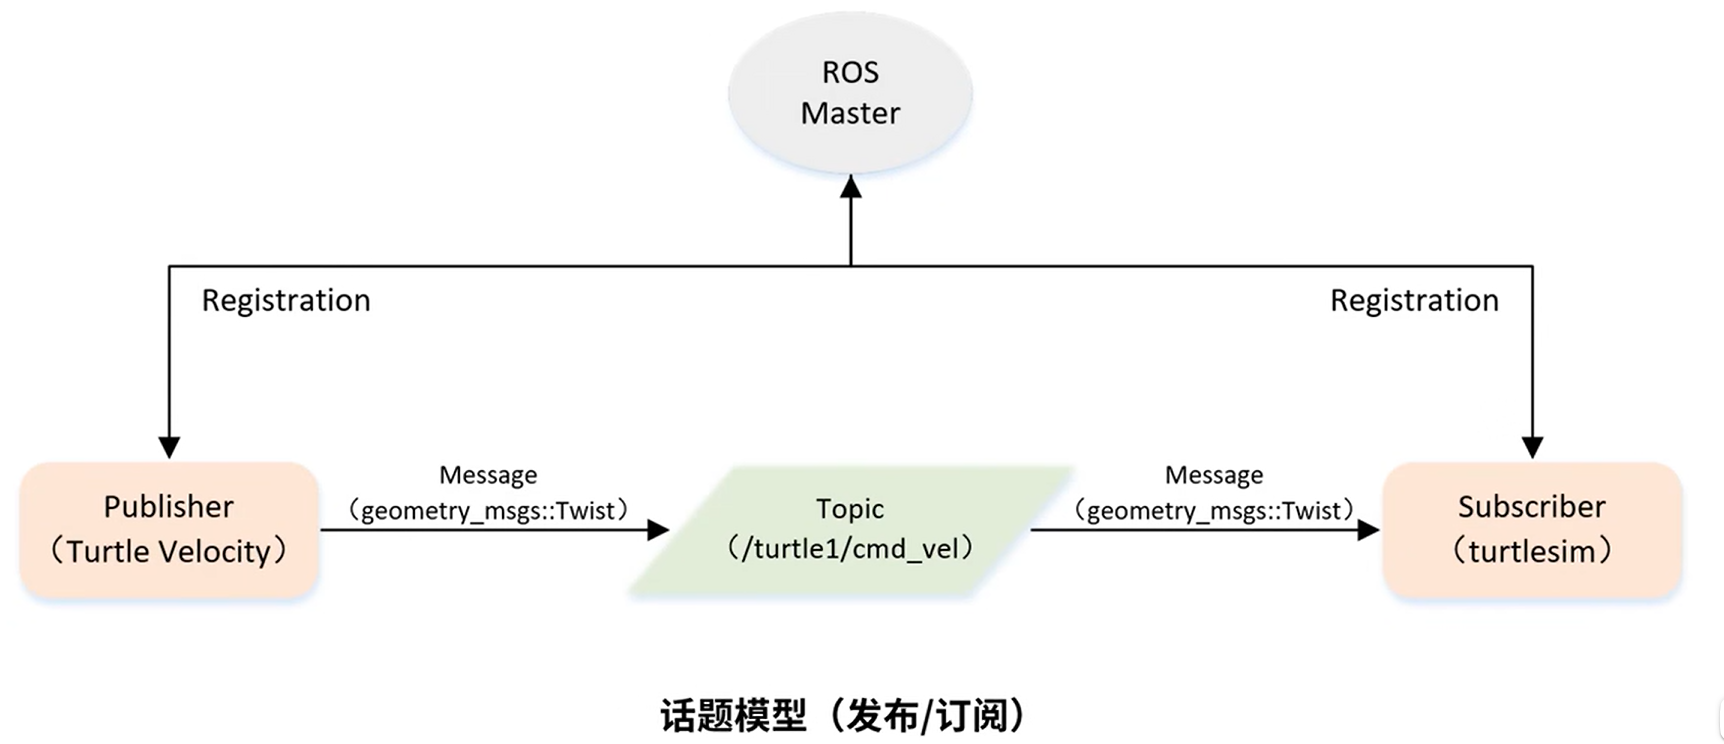 ROS
Master
Registration
Registration
Publisher
（Turtle Velocity）
Message
（geometry_msgs::Twist）
Topic
（/turtle1/cmd_vel）
Message
（geometry_msgs::Twist）
Subscriber
（turtlesim）
话题模型（发布/订阅）